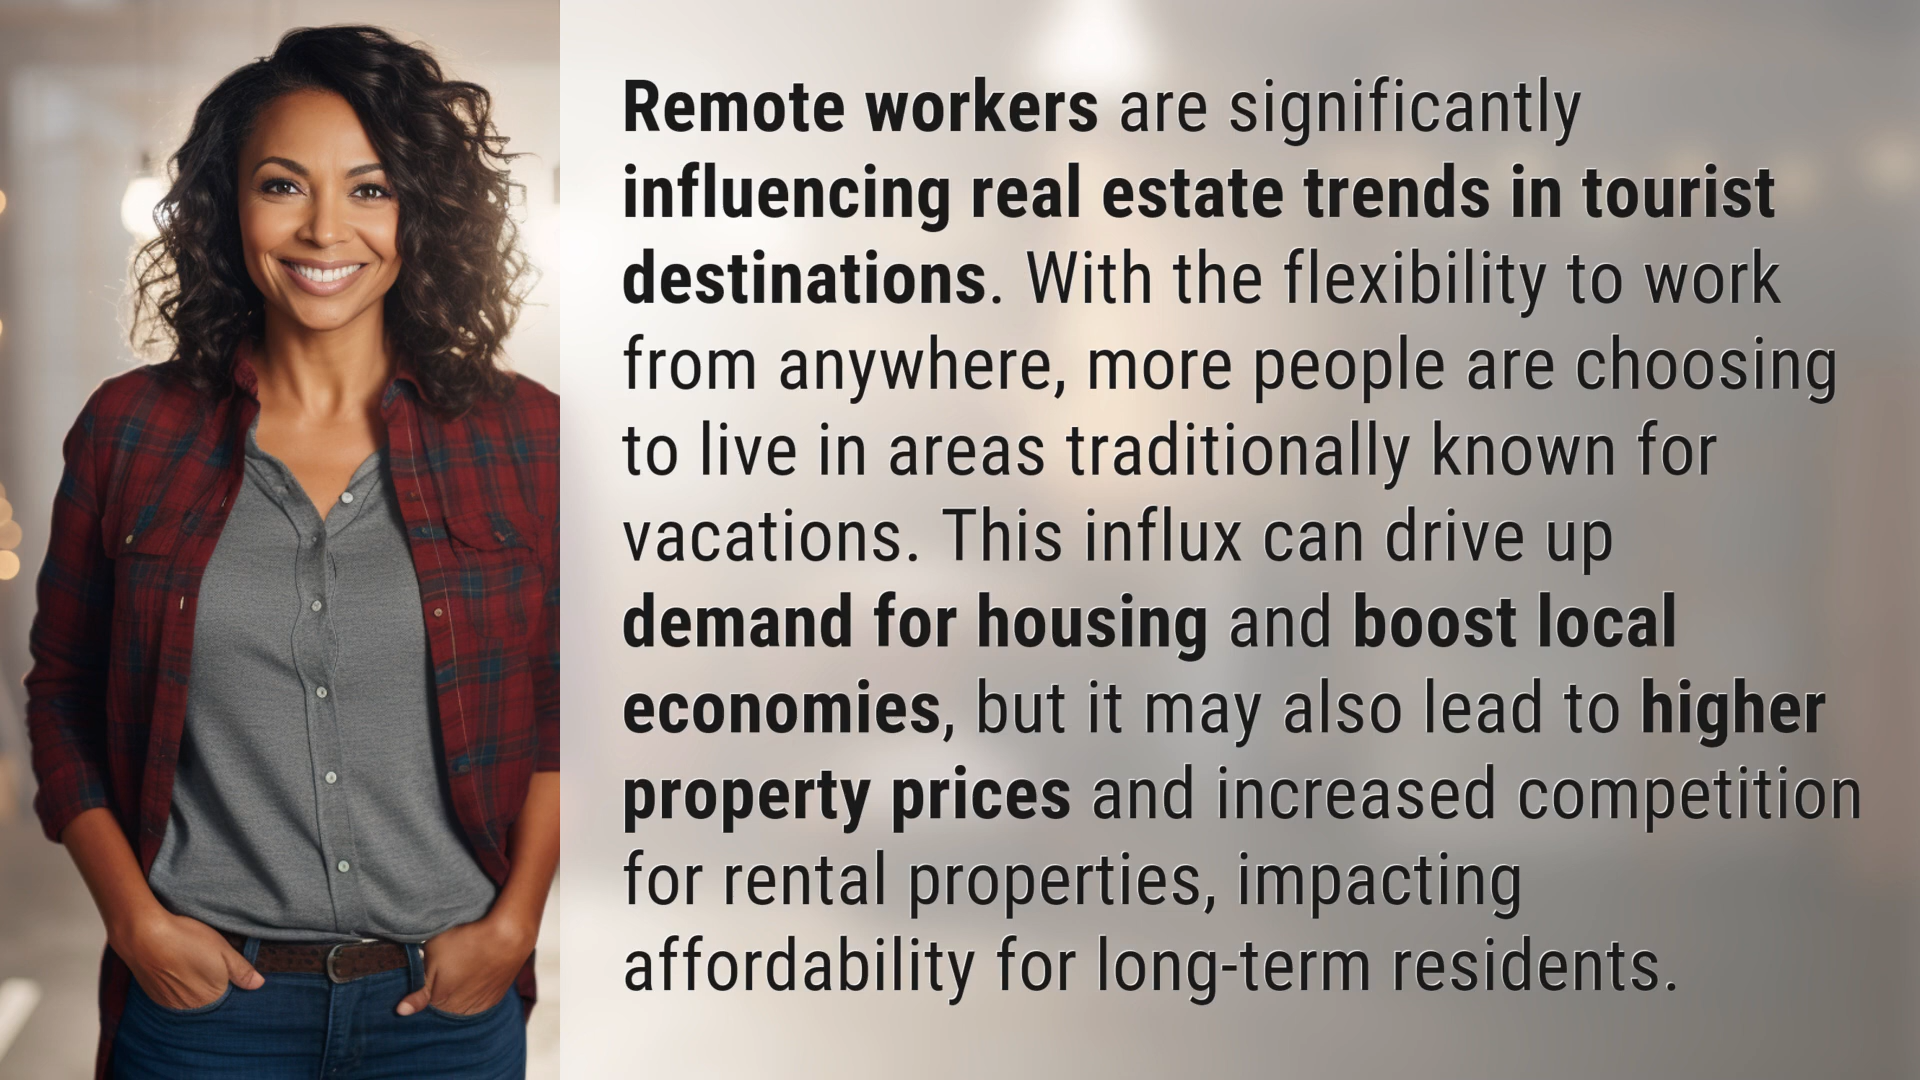 Remote workers are significantly
influencing real estate trends in tourist
destinations. With the flexibility to work
from anywhere, more people are choosing
to live in areas traditionally known for
vacations. This influx can drive up
demand for housing and boost local
economies, but it may also lead to higher
property prices and increased competition
for rental properties, impacting
affordability for long-term residents.